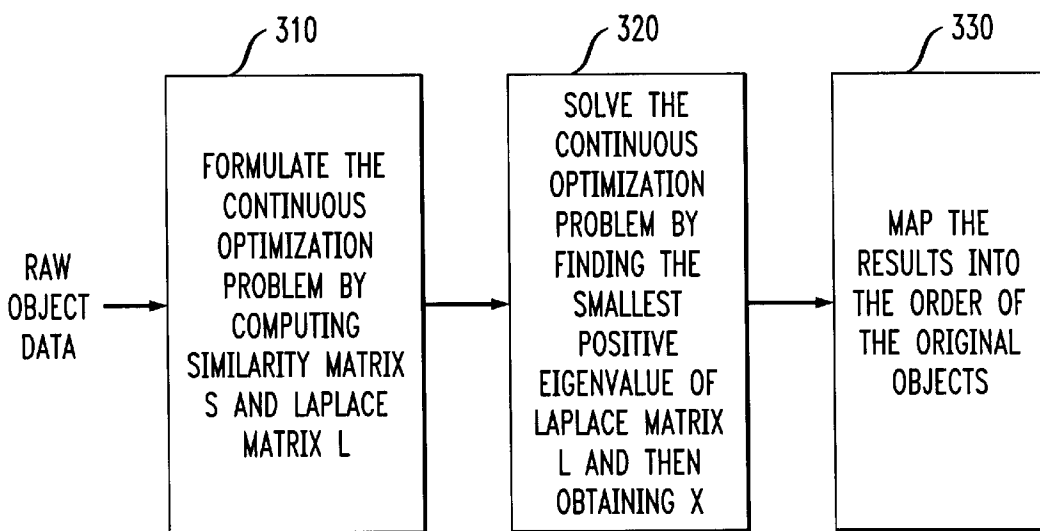 310
320
330
RAW
OBJECT
DATA
FORMULATE THE
CONTINUOUS
OPTIMIZATION
PROBLEM BY
COMPUTING
SIMILARITY MATRIX
S AND LAPLACE
MATRIX L
SOLVE THE
CONTINUOUS
OPTIMIZATION
PROBLEM BY
FINDING THE
SMALLEST
POSITIVE
EIGENVALUE OF
LAPLACE MATRIX
L AND THEN
OBTAINING X
MAP THE
RESULTS INTO
THE ORDER OF
THE ORIGINAL
OBJECTS